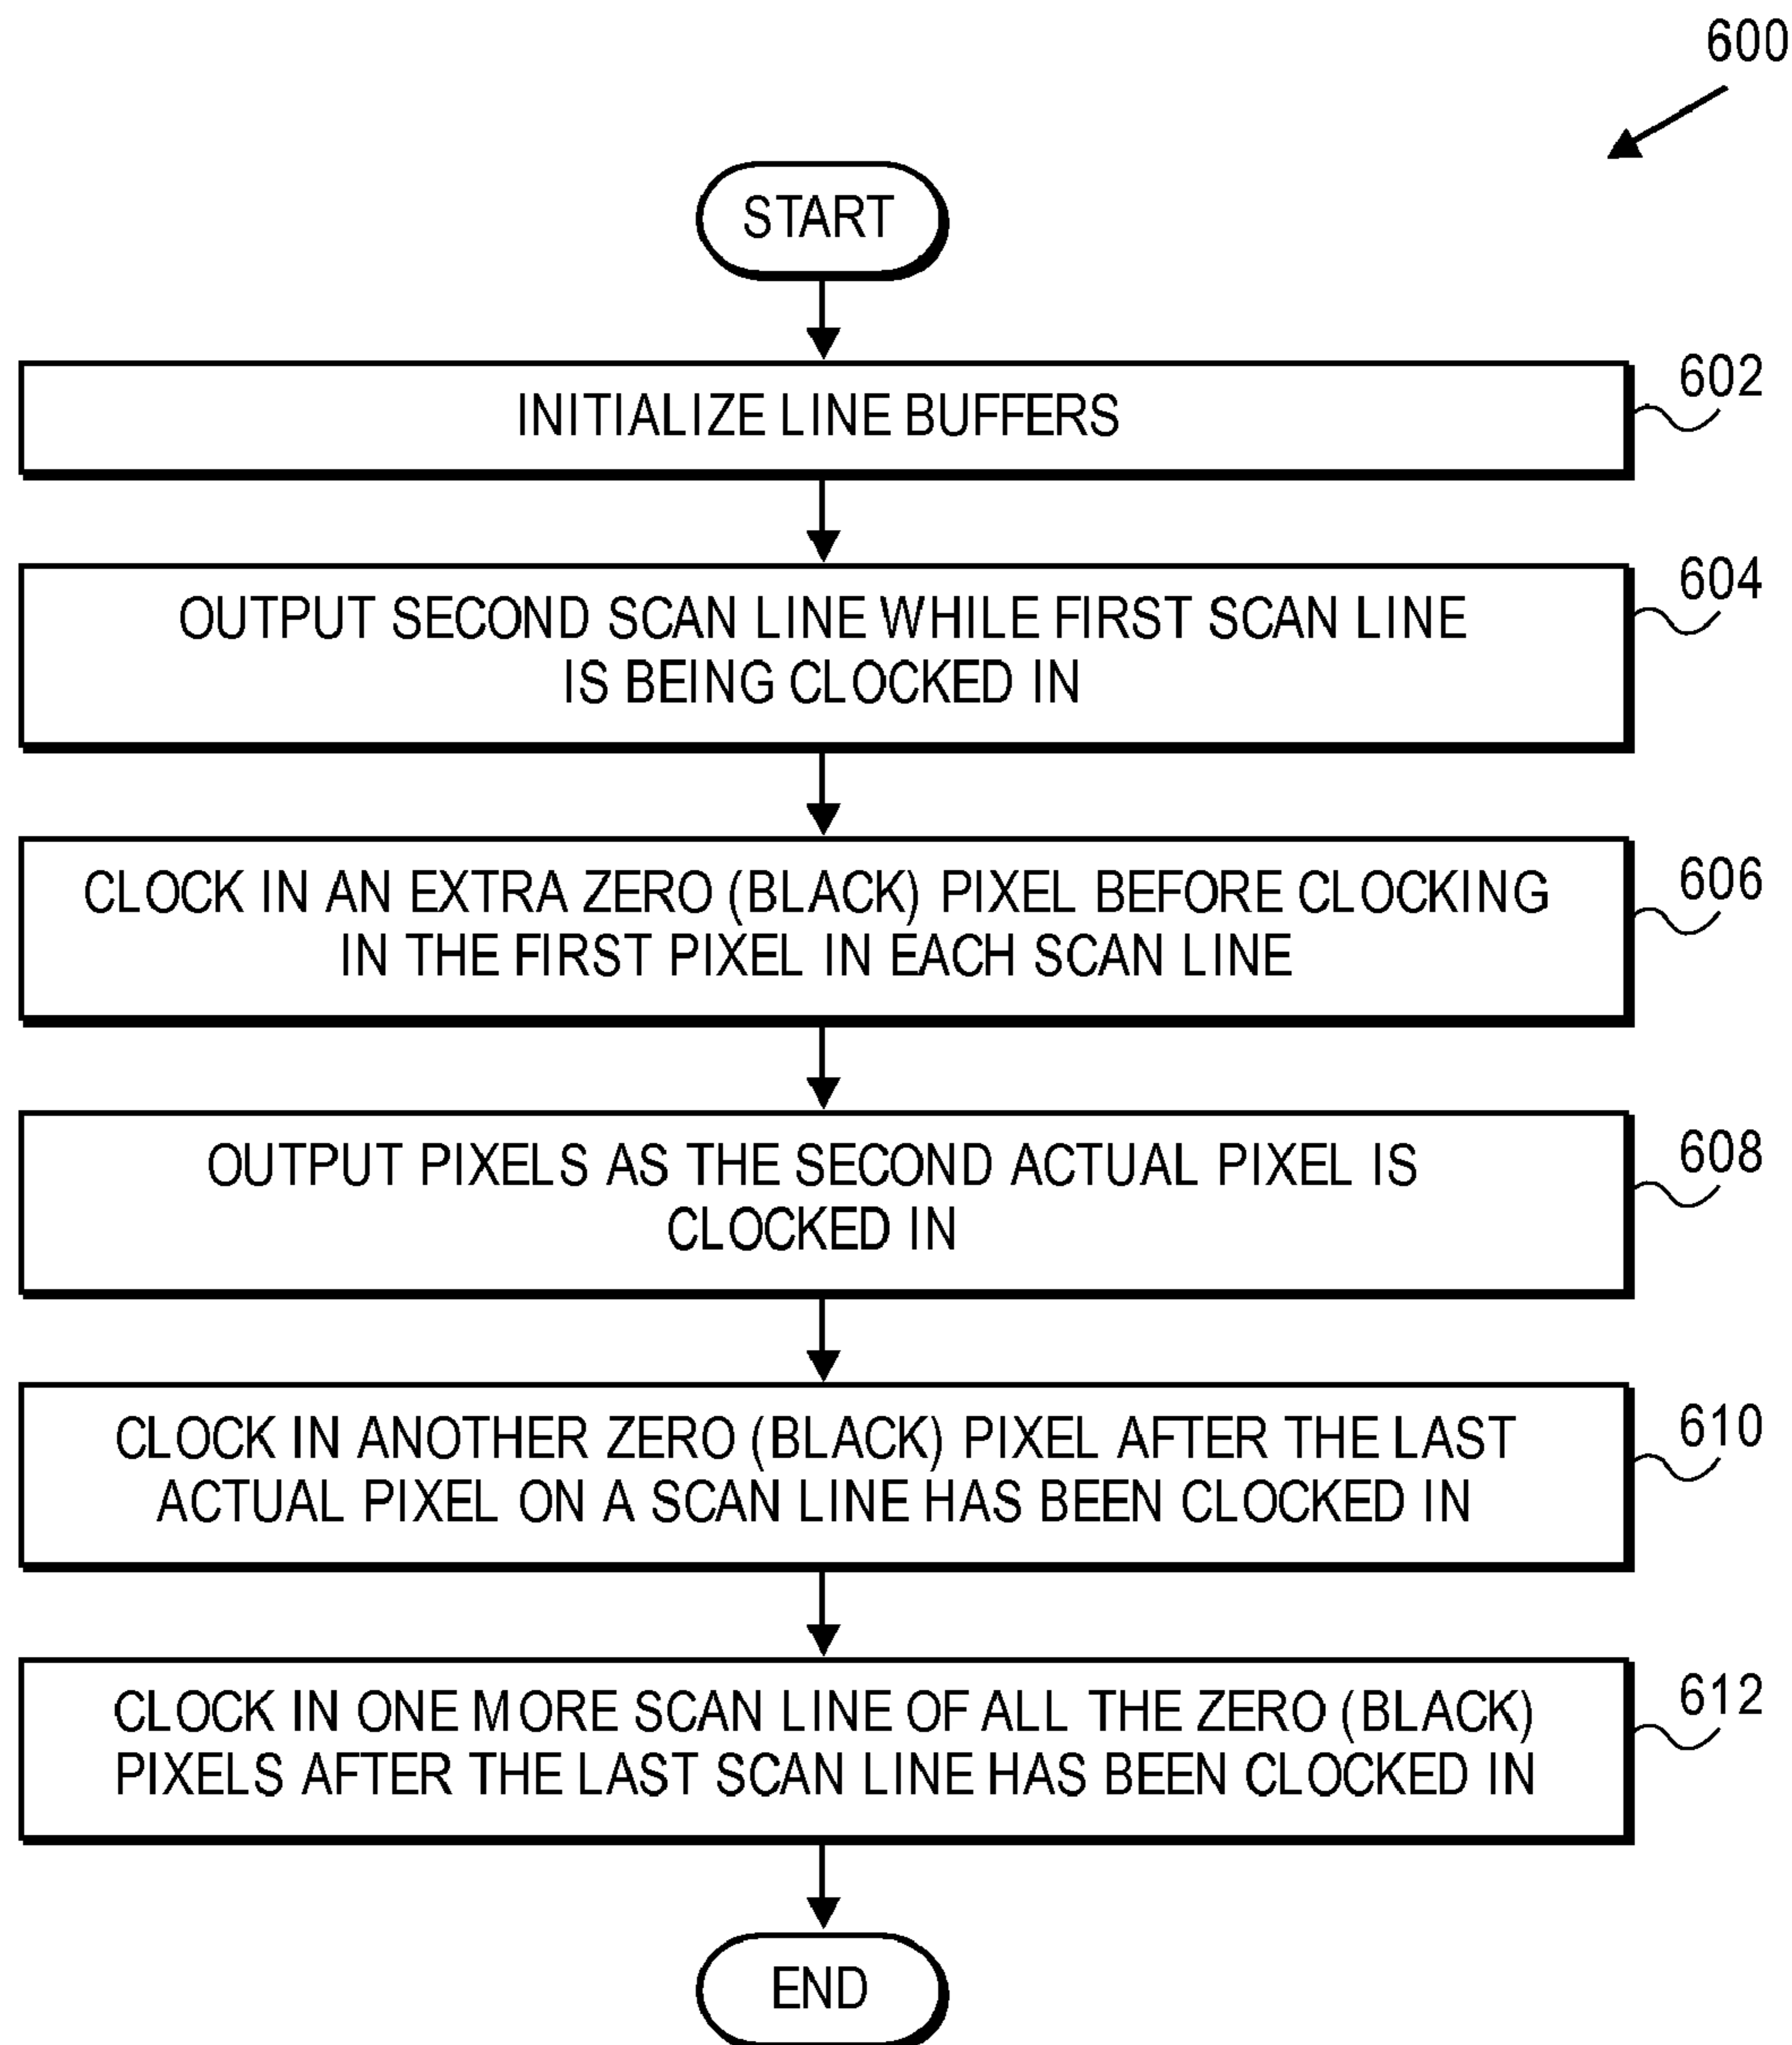 600
START
INITIALIZE LINE BUFFERS
602
OUTPUT SECOND SCAN LINE WHILE FIRST SCAN LINE
IS BEING CLOCKED IN
604
CLOCK IN AN EXTRA ZERO (BLACK) PIXEL BEFORE CLOCKING
IN THE FIRST PIXEL IN EACH SCAN LINE
606
OUTPUT PIXELS AS THE SECOND ACTUAL PIXEL IS
CLOCKED IN
608
CLOCK IN ANOTHER ZERO (BLACK) PIXEL AFTER THE LAST
ACTUAL PIXEL ON A SCAN LINE HAS BEEN CLOCKED IN
610
CLOCK IN ONE MORE SCAN LINE OF ALL THE ZERO (BLACK)
PIXELS AFTER THE LAST SCAN LINE HAS BEEN CLOCKED IN
612
END